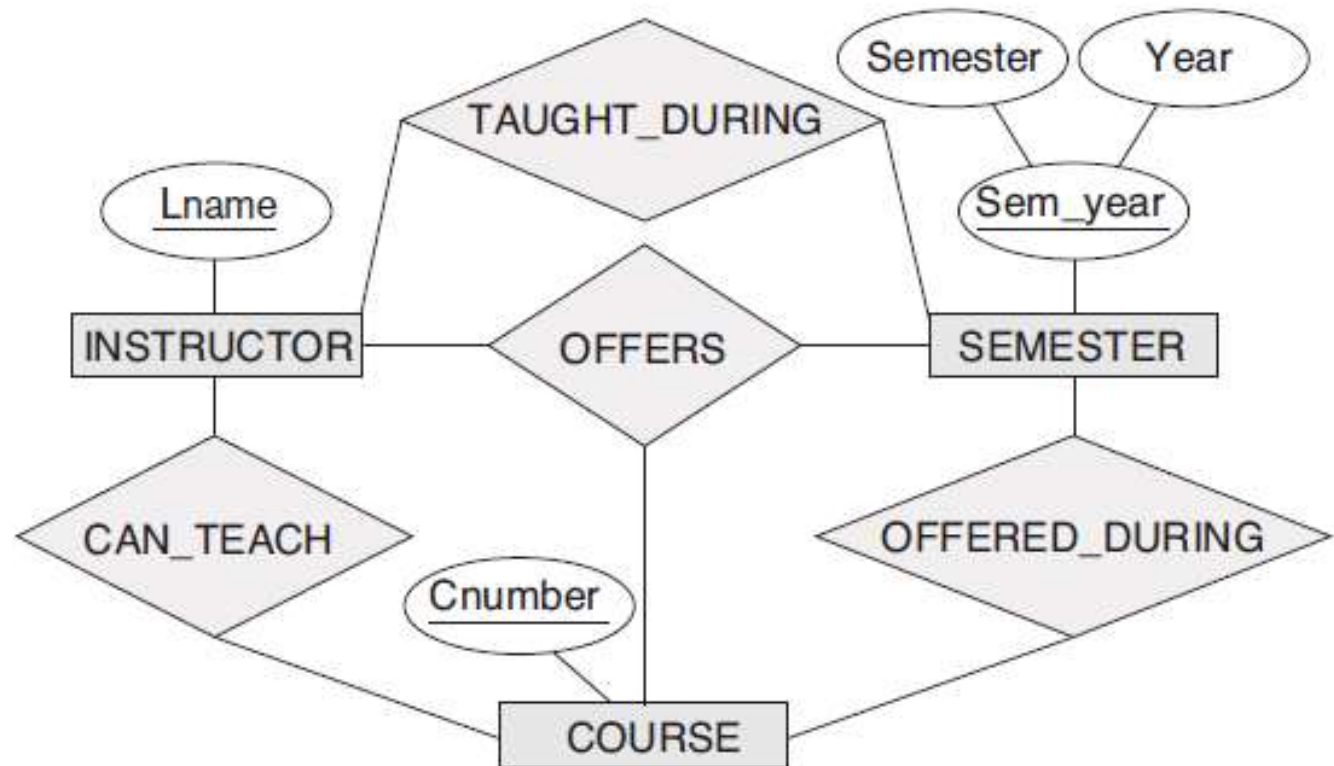 Semester
Year
TAUGHT_DURING
Lname
Sem_year
INSTRUCTOR
OFFERS
SEMESTER
CAN_TEACH
OFFERED_DURING
Cnumber
COURSE